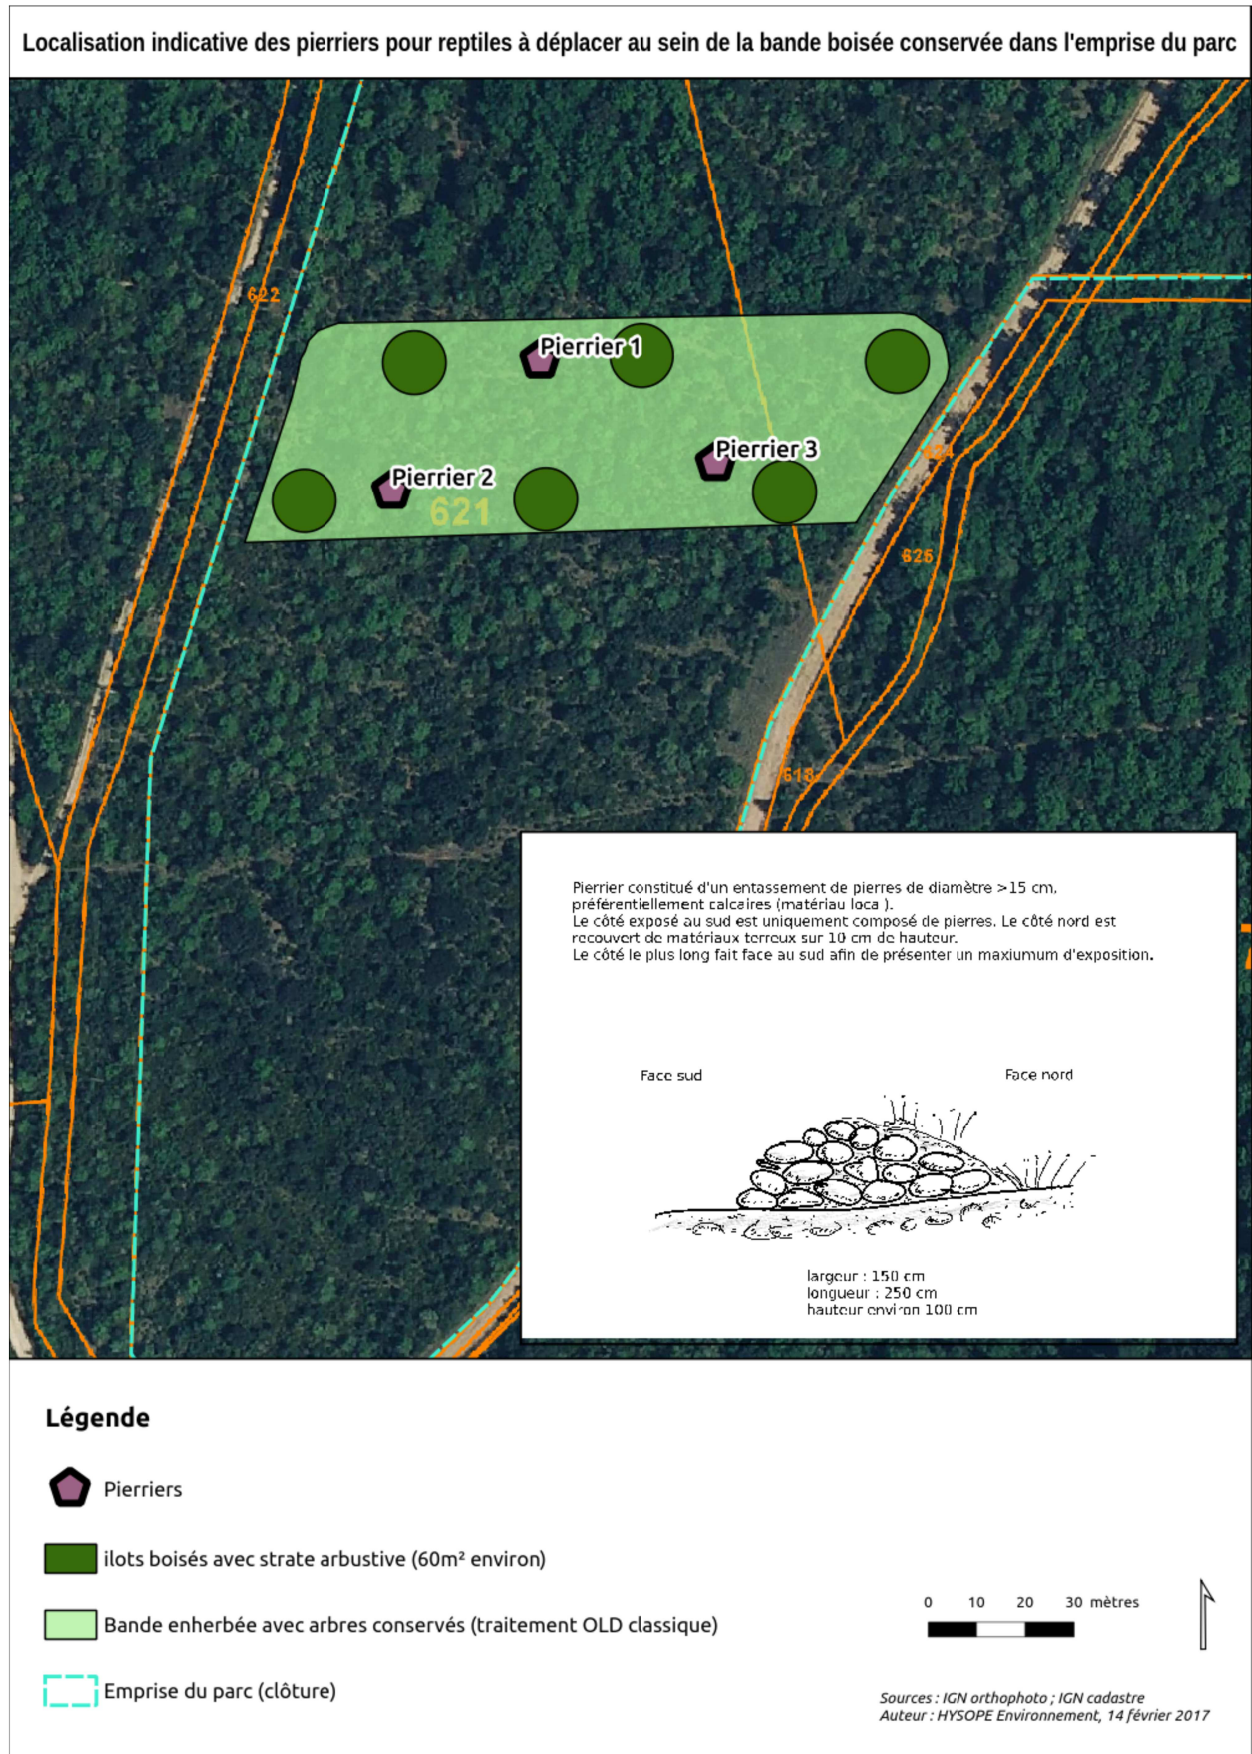 Localisation indicative des pierriers pour reptiles à déplacer au sein de la bande boisée conservée dans l'emprise du parc
622
Pierrier 1
Pierrier 3
624
Pierrier 2
621
625
618
Pierrier constitué d'un entassement de pierres de diamètre >15 cm,
préférentiellement calcaires (matériau loca ).
Le côté exposé au sud est uniquement composé de pierres. Le côté nord est
recouvert de matériaux terreux sur 10 cm de hauteur.
Le côté le plus long fait face au sud afin de présenter un maxiumum d'exposition.
Face sud
Face nord
largeur : 150 cm
longueur : 250 cm
hauteur environ 100 cm
Légende
Pierriers
ilots boisés avec strate arbustive (60m² environ)
Bande enherbée avec arbres conservés (traitement OLD classique)
Emprise du parc (clôture)
0 10 20 30 mètres
Sources : IGN orthophoto ; IGN cadastre
Auteur : HYSOPE Environnement, 14 février 2017